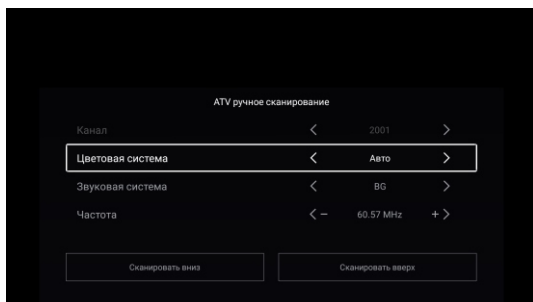 ATV ручное сканирование
Канал < 2001 >
Цветовая система < Авто >
Звуковая система < BG >
Частота < − 60.57 MHz + >
Сканировать вниз Сканировать вверх